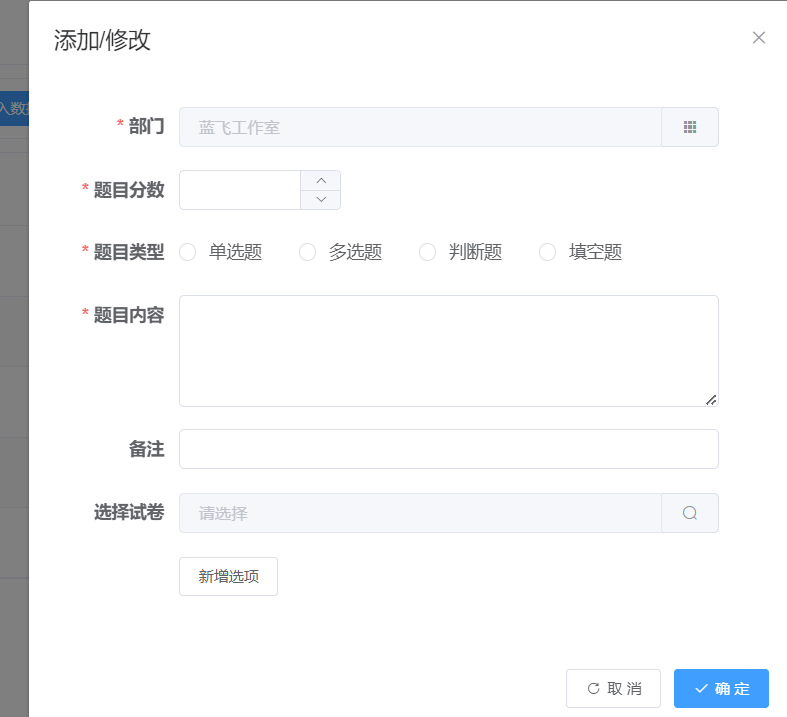 添加/修改
入数据
* 部门 蓝飞工作室
* 题目分数
* 题目类型 单选题 多选题 判断题 填空题
* 题目内容
备注
选择试卷 请选择
新增选项
取 消 确 定